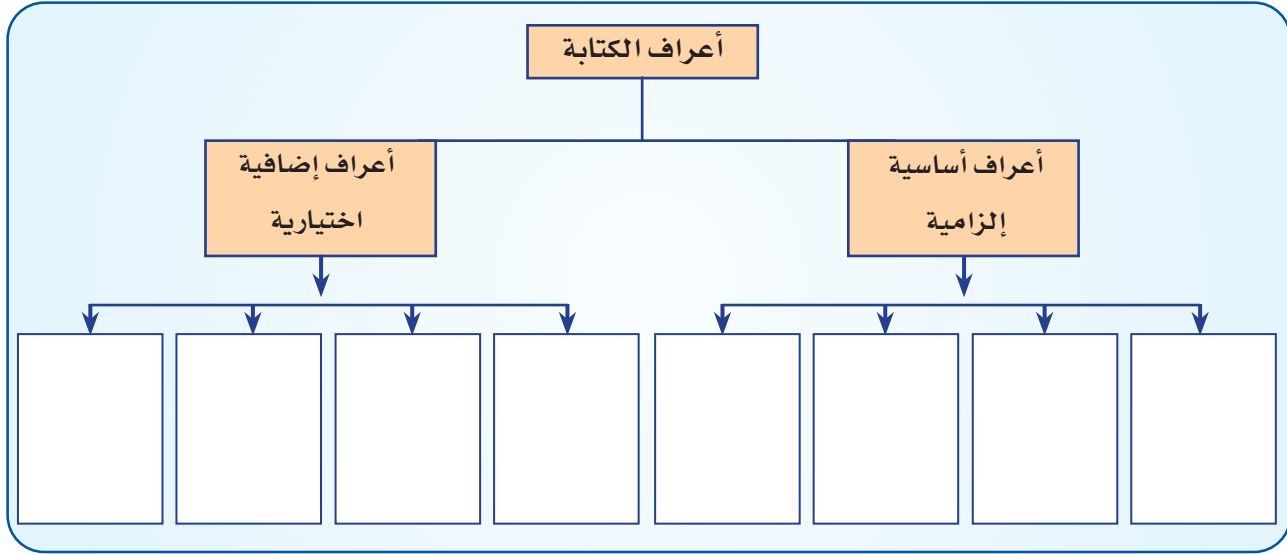 أعراف الكتابة
أعراف أساسية
إلزامية
أعراف إضافية
اختيارية